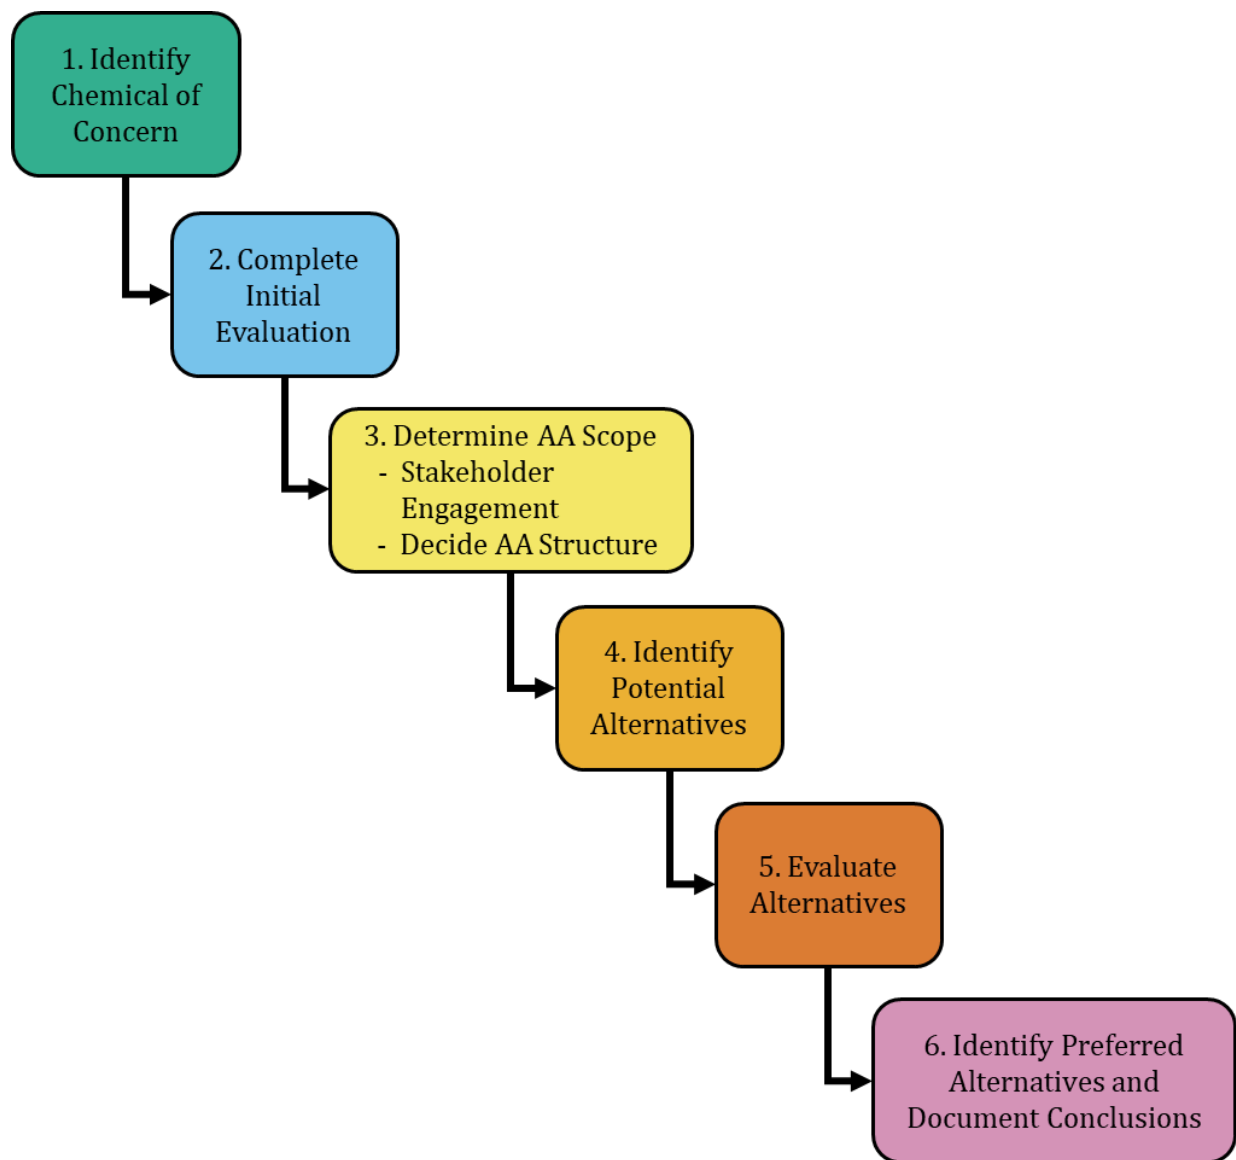 1. Identify
Chemical of
Concern
2. Complete
Initial
Evaluation
3. Determine AA Scope
- Stakeholder
Engagement
- Decide AA Structure
4. Identify
Potential
Alternatives
5. Evaluate
Alternatives
6. Identify Preferred
Alternatives and
Document Conclusions